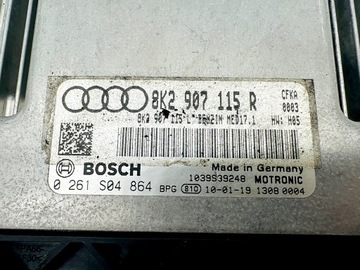 8K2 907 115 R
CFKA
0003
8K2 907 115 L BENZIN MED17.1 HW: H05
BOSCH
Made in Germany
1039S39248 MOTRONIC
0 261 S04 864 BPG 810 10-01-19 1308 0004